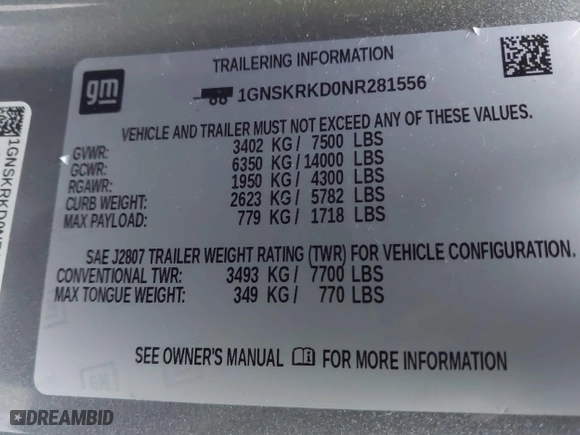 TRAILERING INFORMATION
gm
1GNSKRKD0NR281556
VEHICLE AND TRAILER MUST NOT EXCEED ANY OF THESE VALUES.
GVWR: 3402 KG/ 7500 LBS
GCWR: 6350 KG/ 14000 LBS
RGAWR: 1950 KG/ 4300 LBS
CURB WEIGHT: 2623 KG/ 5782 LBS
MAX PAYLOAD: 779 KG/ 1718 LBS
SAE J2807 TRAILER WEIGHT RATING (TWR) FOR VEHICLE CONFIGURATION.
CONVENTIONAL TWR: 3493 KG/ 7700 LBS
MAX TONGUE WEIGHT: 349 KG/ 770 LBS
SEE OWNER'S MANUAL FOR MORE INFORMATION
DREAMBID